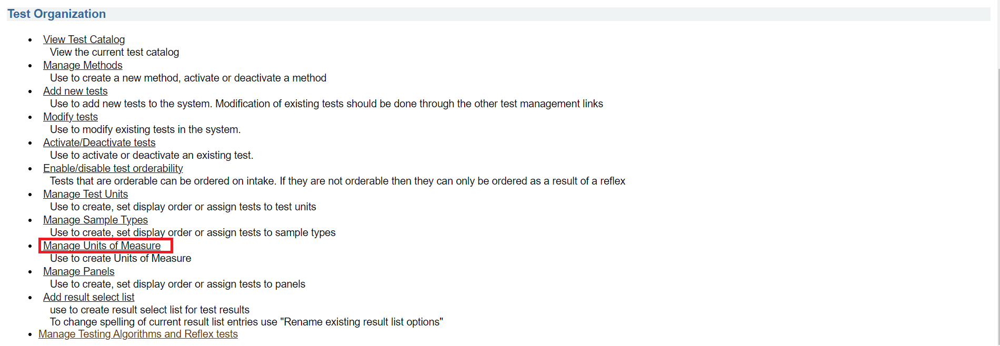 Test Organization
View Test Catalog
View the current test catalog
Manage Methods
Use to create a new method, activate or deactivate a method
Add new tests
Use to add new tests to the system. Modification of existing tests should be done through the other test management links
Modify tests
Use to modify existing tests in the system.
Activate/Deactivate tests
Use to activate or deactivate an existing test.
Enable/disable test orderability
Tests that are orderable can be ordered on intake. If they are not orderable then they can only be ordered as a result of a reflex
Manage Test Units
Use to create, set display order or assign tests to test units
Manage Sample Types
Use to create, set display order or assign tests to sample types
Manage Units of Measure
Use to create Units of Measure
Manage Panels
Use to create, set display order or assign tests to panels
Add result select list
use to create result select list for test results
To change spelling of current result list entries use "Rename existing result list options"
Manage Testing Algorithms and Reflex tests